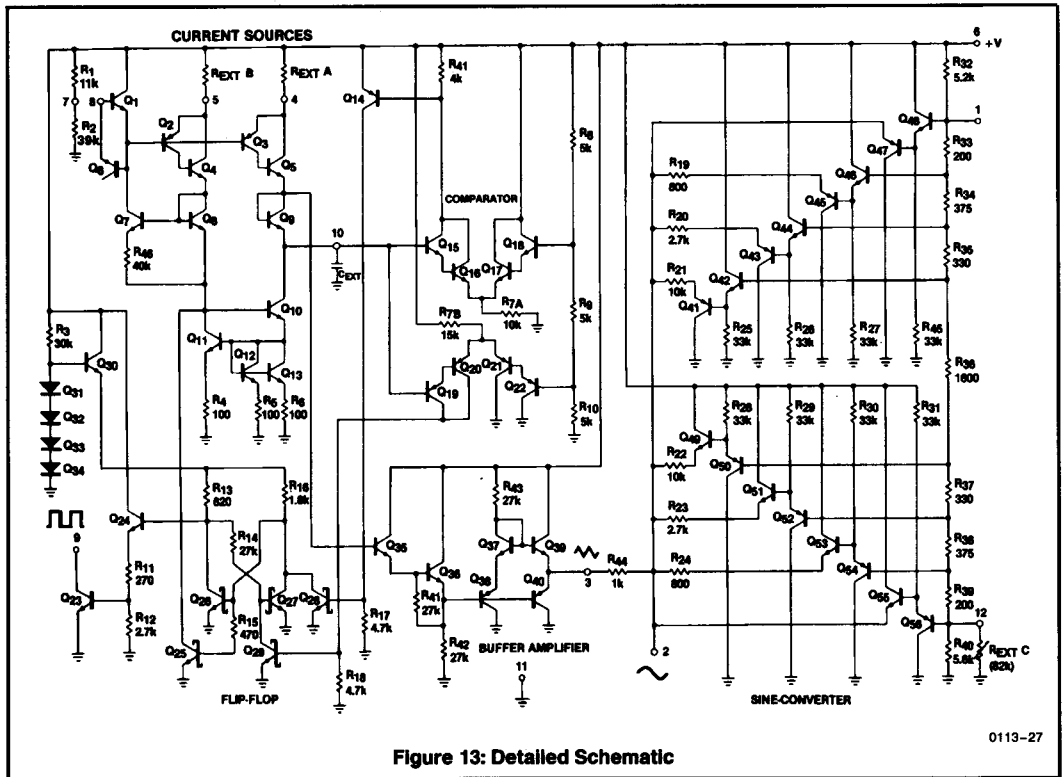 CURRENT SOURCES
6
+V
R1
11k
7
8
R2
39k
Q1
Q6
Q2
REXT B
5
Q4
Q3
REXT A
4
Q5
Q7
Q8
Q9
R46
40k
Q14
R41
4k
10
CEXT
COMPARATOR
Q15
Q16
Q17
Q18
R8
5k
R7A
10k
R7B
15k
R9
5k
Q10
Q11
Q12
Q13
R4
100
R5
100
R6
100
Q19
Q20
Q21
Q22
R10
5k
R3
30k
Q30
Q31
Q32
Q33
Q34
R13
620
R16
1.8k
9
Q24
R14
27k
Q23
R11
270
R12
2.7k
Q26
Q27
Q28
R15
470
Q25
Q28
R17
4.7k
R18
4.7k
FLIP-FLOP
Q35
Q36
R41
27k
R42
27k
R43
27k
Q37
Q38
Q39
Q40
3
R44
1k
BUFFER AMPLIFIER
11
R32
5.2k
1
Q48
R33
200
Q47
R19
800
Q46
R34
375
Q45
R20
2.7k
Q44
R35
330
Q43
R21
10k
Q42
Q41
R25
33k
R26
33k
R27
33k
R45
33k
R36
1600
R28
33k
R29
33k
R30
33k
R31
33k
Q49
R22
10k
Q50
R37
330
Q51
R23
2.7k
Q52
R38
375
Q53
R24
800
Q54
R39
200
Q55
12
Q56
R40
REXT C
(82k)
2
SINE-CONVERTER
0113–27
Figure 13: Detailed Schematic